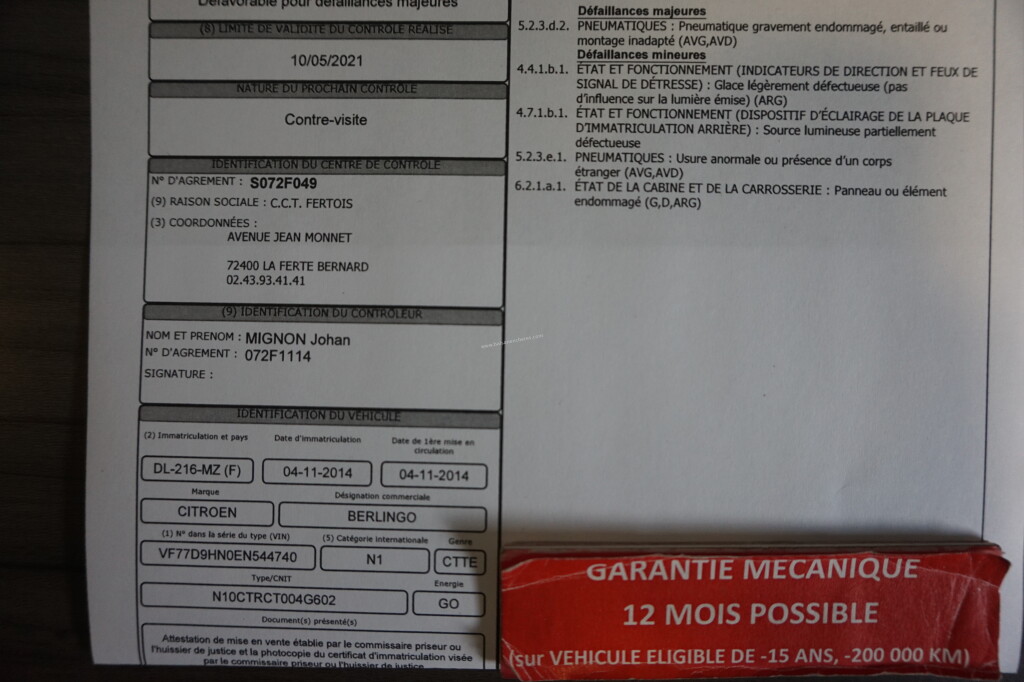 Défavorable pour défaillances majeures
(8) LIMITE DE VALIDITÉ DU CONTRÔLE RÉALISÉ
10/05/2021
NATURE DU PROCHAIN CONTRÔLE
Contre-visite
IDENTIFICATION DU CENTRE DE CONTRÔLE
N° D'AGREMENT : S072F049
(9) RAISON SOCIALE : C.C.T. FERTOIS
(3) COORDONNÉES :
AVENUE JEAN MONNET
72400 LA FERTE BERNARD
02.43.93.41.41
(9) IDENTIFICATION DU CONTRÔLEUR
NOM ET PRENOM : MIGNON Johan
N° D'AGREMENT : 072F1114
SIGNATURE :
IDENTIFICATION DU VÉHICULE
(2) Immatriculation et pays
Date d'immatriculation
Date de 1ère mise en
circulation
DL-216-MZ (F)
04-11-2014
04-11-2014
Marque
Désignation commerciale
CITROEN
BERLINGO
(1) N° dans la série du type (VIN)
(5) Catégorie internationale
Genre
VF77D9HN0EN544740
N1
CTTE
Type/CNIT
Energie
N10CTRCT004G602
GO
Document(s) présenté(s)
Attestation de mise en vente établie par le commissaire priseur ou
l'huissier de justice et la photocopie du certificat d'immatriculation visée
par le commissaire priseur ou l'huissier de justice
Défaillances majeures
5.2.3.d.2. PNEUMATIQUES : Pneumatique gravement endommagé, entaillé ou
montage inadapté (AVG,AVD)
Défaillances mineures
4.4.1.b.1. ÉTAT ET FONCTIONNEMENT (INDICATEURS DE DIRECTION ET FEUX DE
SIGNAL DE DÉTRESSE) : Glace légèrement défectueuse (pas
d'influence sur la lumière émise) (ARG)
4.7.1.b.1. ÉTAT ET FONCTIONNEMENT (DISPOSITIF D'ÉCLAIRAGE DE LA PLAQUE
D'IMMATRICULATION ARRIÈRE) : Source lumineuse partiellement
défectueuse
5.2.3.e.1. PNEUMATIQUES : Usure anormale ou présence d'un corps
étranger (AVG,AVD)
6.2.1.a.1. ÉTAT DE LA CABINE ET DE LA CARROSSERIE : Panneau ou élément
endommagé (G,D,ARG)
GARANTIE MECANIQUE
12 MOIS POSSIBLE
(sur VEHICULE ELIGIBLE DE -15 ANS, -200 000 KM)